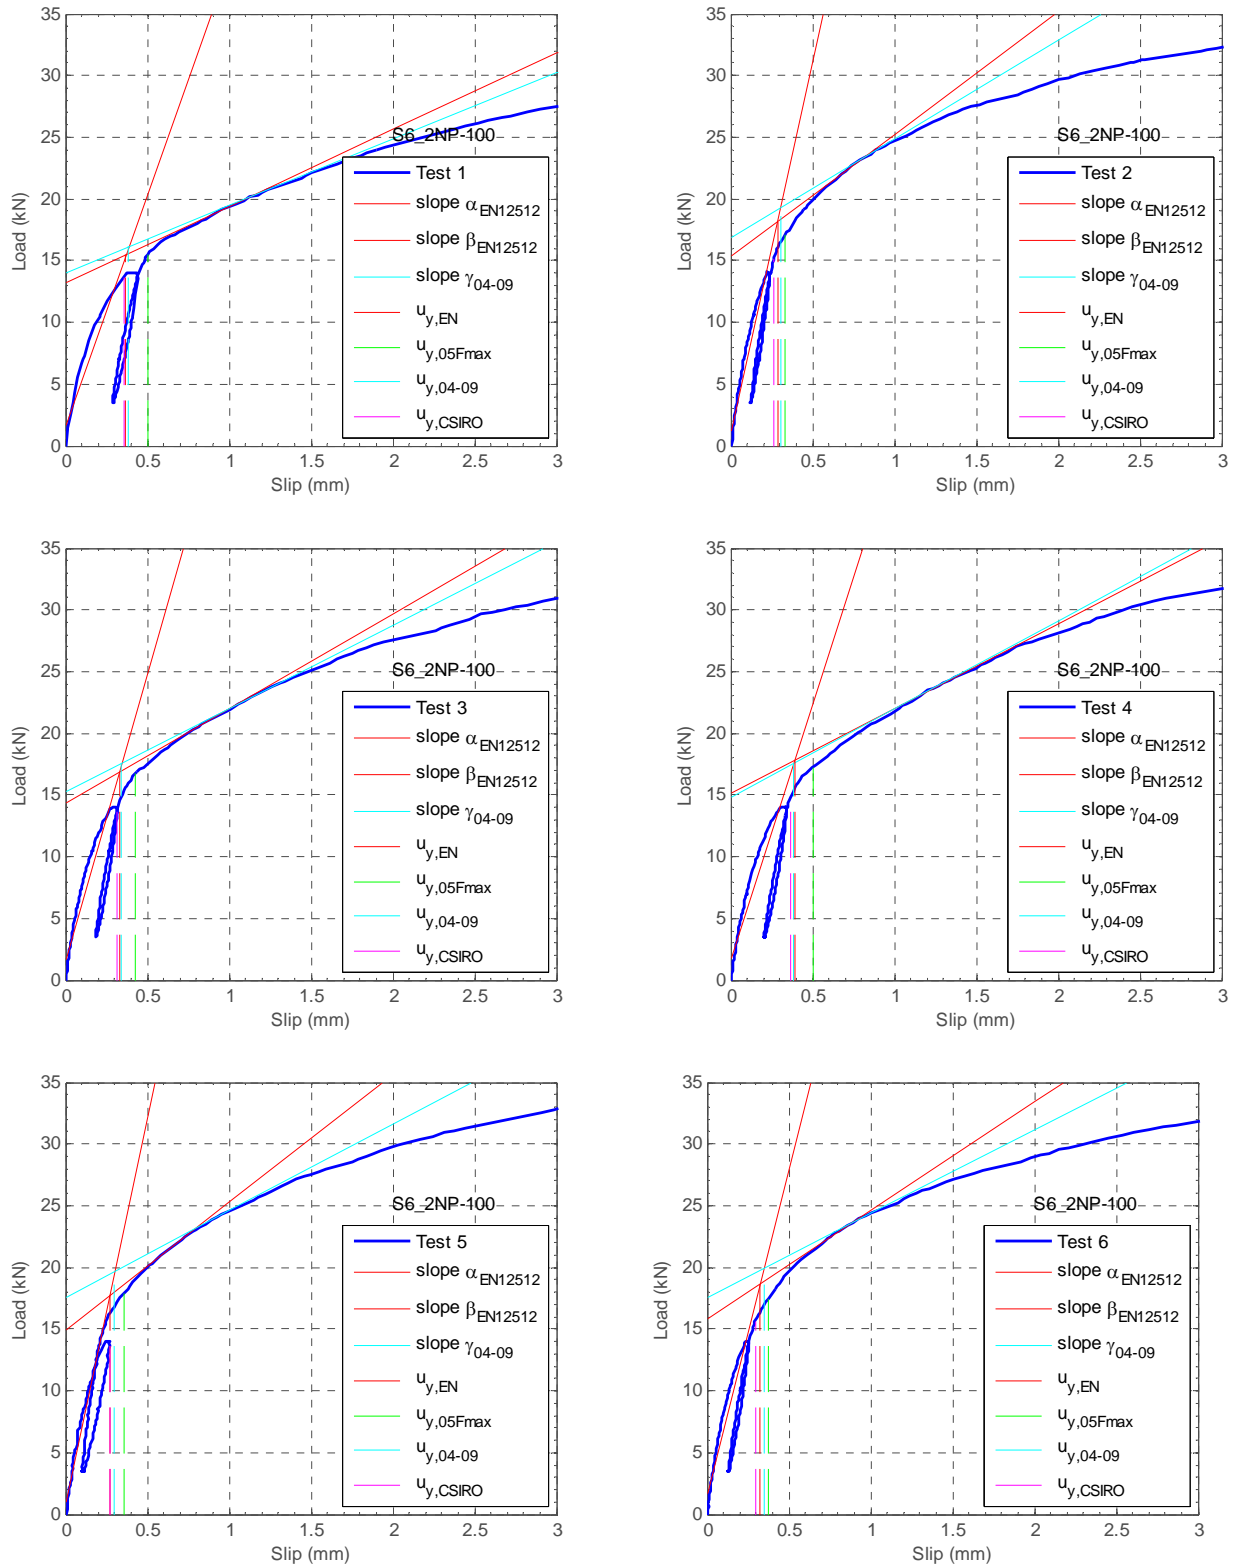 35
30
25
20
15
10
5
0
Load (kN)
S6_2NP-100
Test 1
slope α EN12512
slope β EN12512
slope γ 04-09
u y,EN
u y,05Fmax
u y,04-09
u y,CSIRO
0 0.5 1 1.5 2 2.5 3
Slip (mm)
35
30
25
20
15
10
5
0
Load (kN)
S6_2NP-100
Test 2
slope α EN12512
slope β EN12512
slope γ 04-09
u y,EN
u y,05Fmax
u y,04-09
u y,CSIRO
0 0.5 1 1.5 2 2.5 3
Slip (mm)
35
30
25
20
15
10
5
0
Load (kN)
S6_2NP-100
Test 3
slope α EN12512
slope β EN12512
slope γ 04-09
u y,EN
u y,05Fmax
u y,04-09
u y,CSIRO
0 0.5 1 1.5 2 2.5 3
Slip (mm)
35
30
25
20
15
10
5
0
Load (kN)
S6_2NP-100
Test 4
slope α EN12512
slope β EN12512
slope γ 04-09
u y,EN
u y,05Fmax
u y,04-09
u y,CSIRO
0 0.5 1 1.5 2 2.5 3
Slip (mm)
35
30
25
20
15
10
5
0
Load (kN)
S6_2NP-100
Test 5
slope α EN12512
slope β EN12512
slope γ 04-09
u y,EN
u y,05Fmax
u y,04-09
u y,CSIRO
0 0.5 1 1.5 2 2.5 3
Slip (mm)
35
30
25
20
15
10
5
0
Load (kN)
S6_2NP-100
Test 6
slope α EN12512
slope β EN12512
slope γ 04-09
u y,EN
u y,05Fmax
u y,04-09
u y,CSIRO
0 0.5 1 1.5 2 2.5 3
Slip (mm)